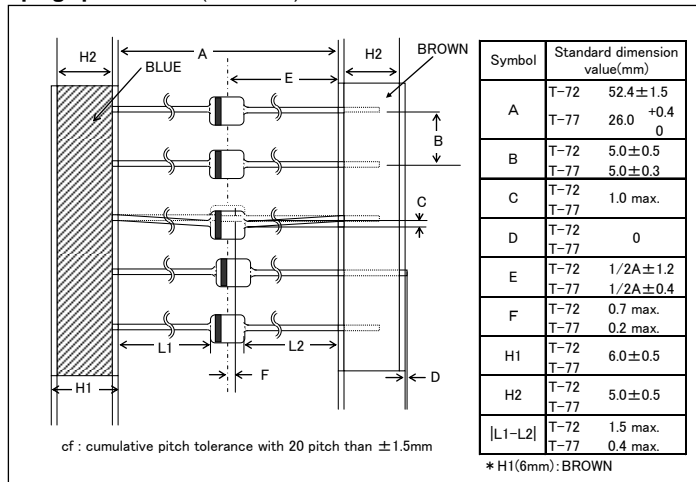 H2
A
H2
BROWN
BLUE
E
B
C
L1
L2
F
D
H1
cf : cumulative pitch tolerance with 20 pitch than ±1.5mm
Symbol Standard dimension value(mm)
A T-72 52.4±1.5
T-77 26.0 +0.4 0
B T-72 5.0±0.5
T-77 5.0±0.3
C T-72 1.0 max.
T-77
D T-72 0
T-77
E T-72 1/2A±1.2
T-77 1/2A±0.4
F T-72 0.7 max.
T-77 0.2 max.
H1 T-72 6.0±0.5
T-77
H2 T-72 5.0±0.5
T-77
|L1-L2| T-72 1.5 max.
T-77 0.4 max.
*H1(6mm):BROWN